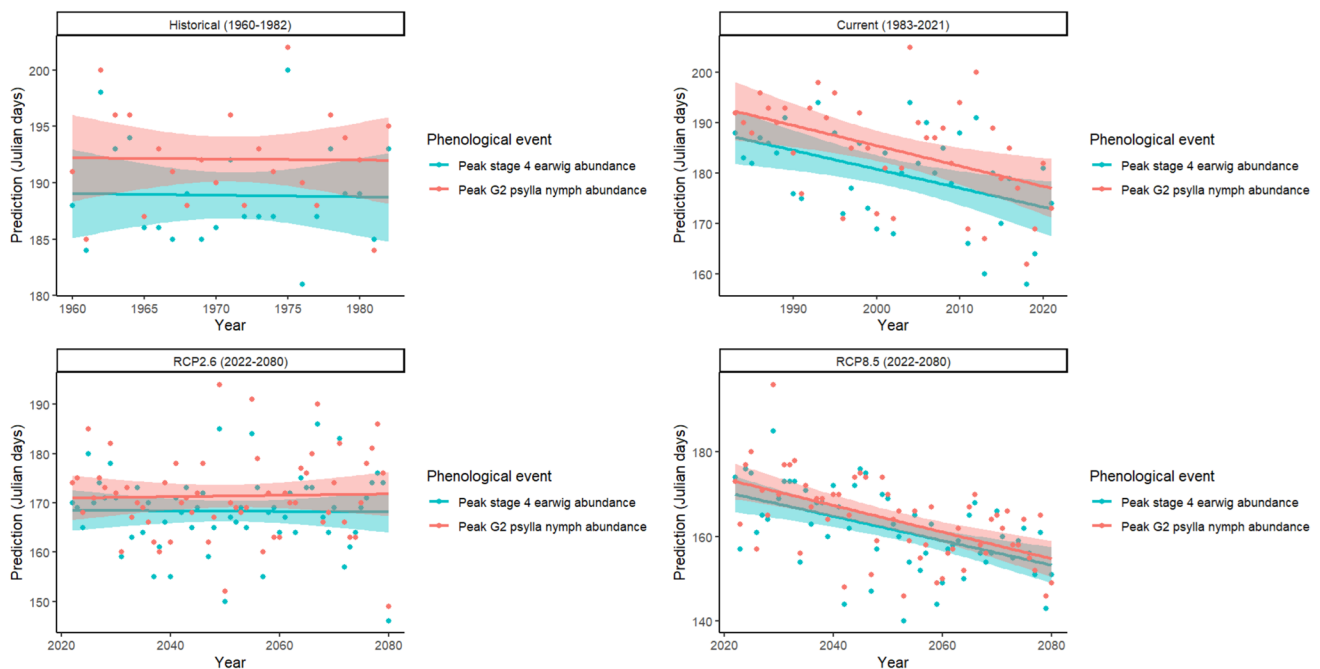 Historical (1960-1982)
Prediction (Julian days)
200
195
190
185
180
1960
1965
1970
1975
1980
Year
Phenological event
Peak stage 4 earwig abundance
Peak G2 psylla nymph abundance
Current (1983-2021)
Prediction (Julian days)
200
190
180
170
160
1990
2000
2010
2020
Year
Phenological event
Peak stage 4 earwig abundance
Peak G2 psylla nymph abundance
RCP2.6 (2022-2080)
Prediction (Julian days)
190
180
170
160
150
2020
2040
2060
2080
Year
Phenological event
Peak stage 4 earwig abundance
Peak G2 psylla nymph abundance
RCP8.5 (2022-2080)
Prediction (Julian days)
180
160
140
2020
2040
2060
2080
Year
Phenological event
Peak stage 4 earwig abundance
Peak G2 psylla nymph abundance